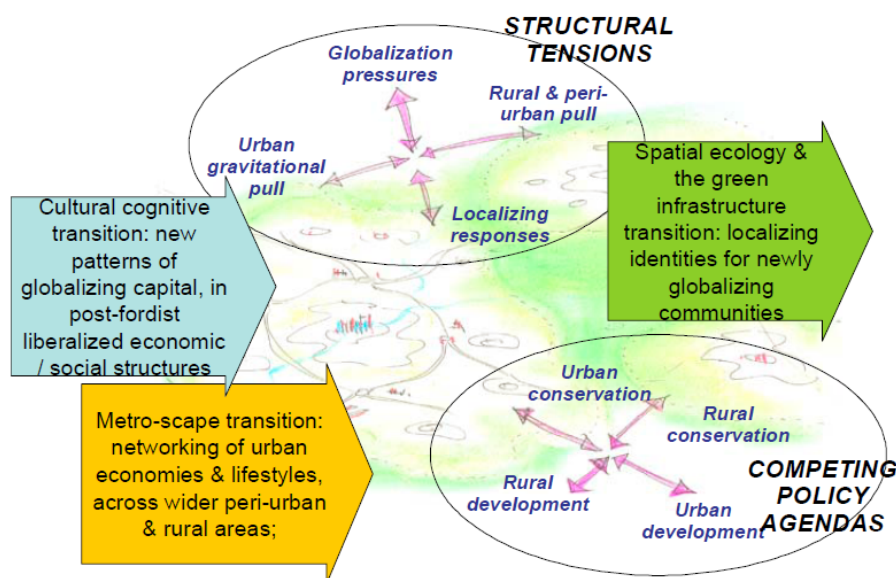 STRUCTURAL
TENSIONS
Globalization
pressures
Rural & peri-
urban pull
Urban
gravitational
pull
Localizing
responses
Spatial ecology &
the green
infrastructure
transition: localizing
identities for newly
globalizing
communities
Cultural cognitive
transition: new
patterns of
globalizing capital, in
post-fordist
liberalized economic
/ social structures
Metro-scape transition:
networking of urban
economies & lifestyles,
across wider peri-urban
& rural areas;
Urban
conservation
Rural
conservation
Rural
development
Urban
development
COMPETING
POLICY
AGENDAS